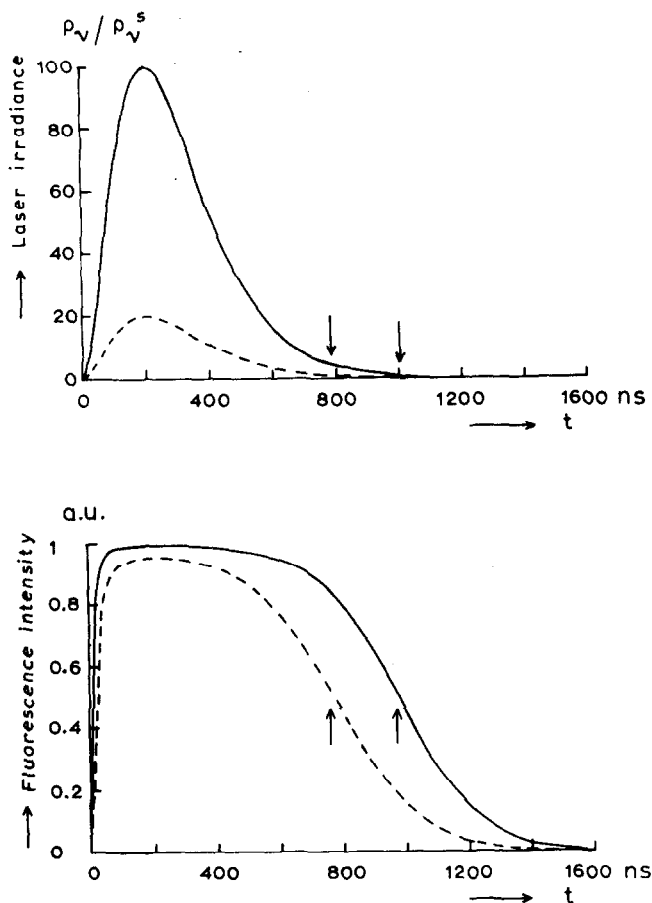 ρν / ρν^s
→ Laser irradiance
100
80
60
40
20
0
0 400 800 1200 1600 ns
→ t
a.u.
→ Fluorescence intensity
1
0.8
0.6
0.4
0.2
0
0 400 800 1200 1600 ns
→ t